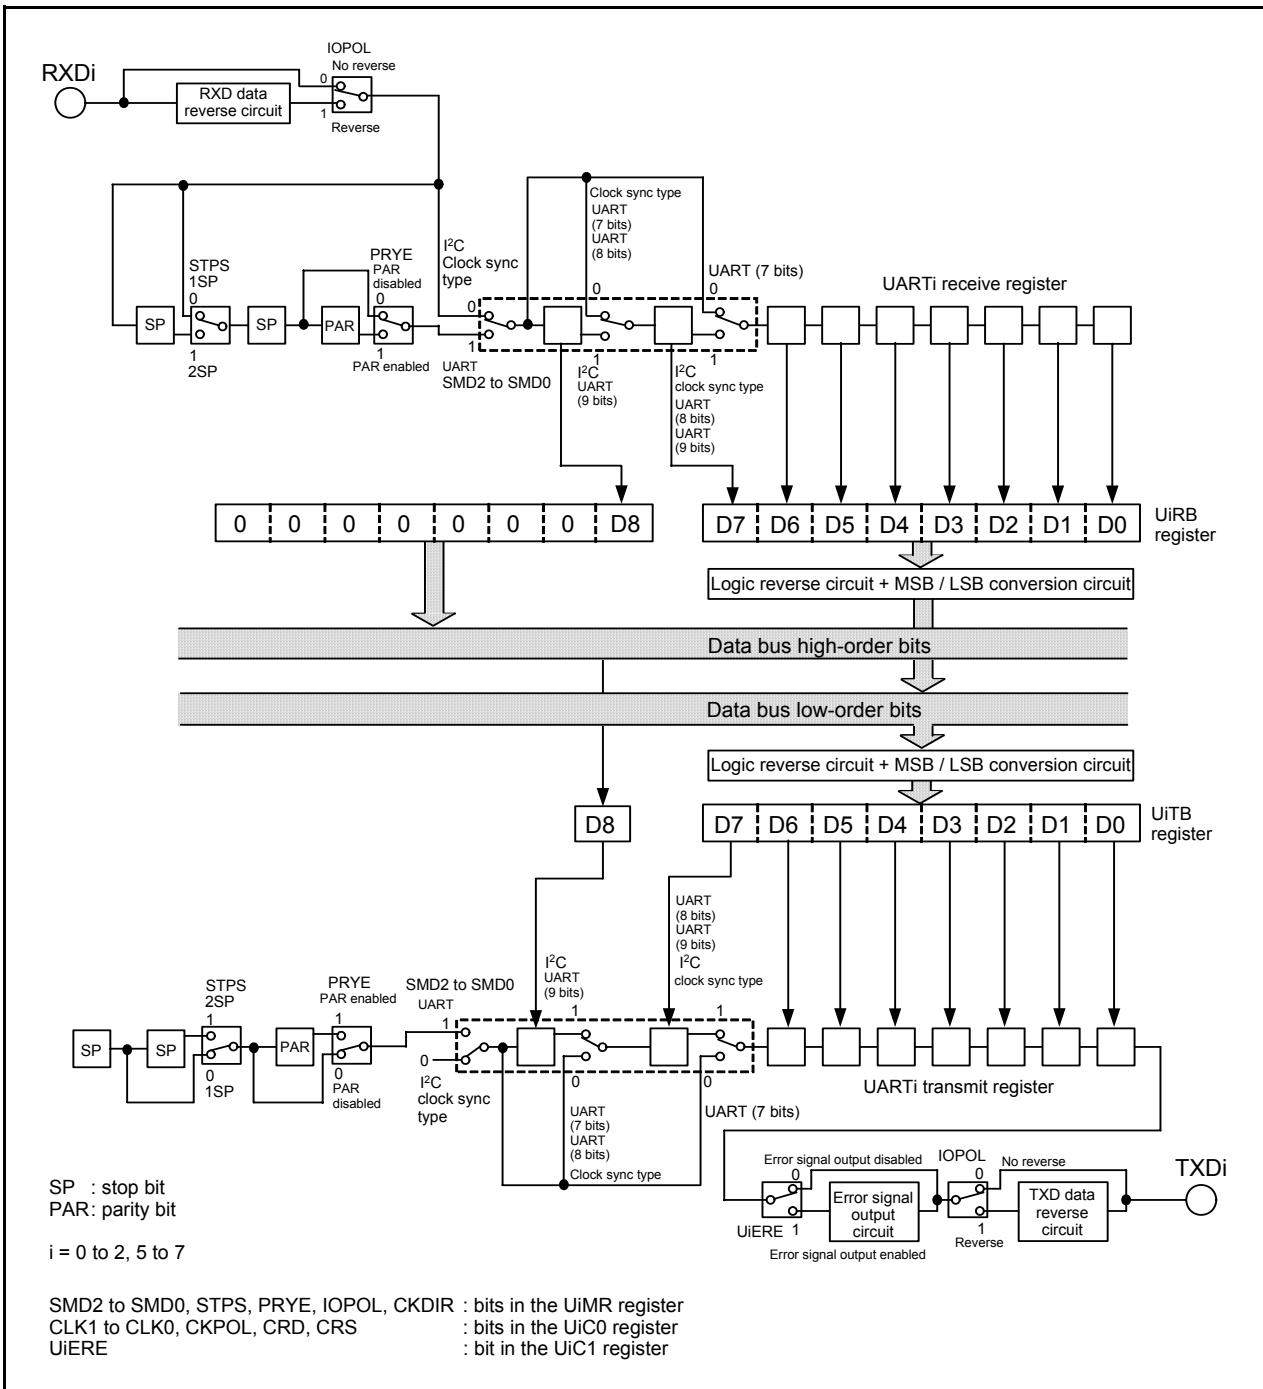 IOPOL
No reverse
RXDi
0
RXD data
reverse circuit
1
Reverse
Clock sync type
UART
(7 bits)
UART
(8 bits)
I²C
Clock sync
type
STPS
1SP
0
PRYE
PAR
disabled
0
UART (7 bits)
0
0
0
UARTi receive register
SP
SP
PAR
1
2SP
1
PAR enabled
1
UART
SMD2 to SMD0
1
I²C
UART
(9 bits)
1
I²C
clock sync type
UART
(8 bits)
UART
(9 bits)
0 0 0 0 0 0 0 D8
D7 D6 D5 D4 D3 D2 D1 D0
UiRB
register
Logic reverse circuit + MSB / LSB conversion circuit
Data bus high-order bits
Data bus low-order bits
Logic reverse circuit + MSB / LSB conversion circuit
D8
D7 D6 D5 D4 D3 D2 D1 D0
UiTB
register
UART
(8 bits)
UART
(9 bits)
I²C
clock sync type
I²C
UART
(9 bits)
STPS
2SP
1
PRYE
PAR enabled
1
SMD2 to SMD0
UART
1
1
1
SP
SP
PAR
0
1SP
0
PAR
disabled
0
I²C
clock sync
type
0
0
UART
(7 bits)
UART
(8 bits)
Clock sync type
UART (7 bits)
UARTi transmit register
Error signal output disabled
0
IOPOL
0
No reverse
TXDi
Error signal
output
circuit
TXD data
reverse
circuit
UiERE
1
Error signal output enabled
1
Reverse
SP : stop bit
PAR: parity bit
i = 0 to 2, 5 to 7
SMD2 to SMD0, STPS, PRYE, IOPOL, CKDIR : bits in the UiMR register
CLK1 to CLK0, CKPOL, CRD, CRS : bits in the UiC0 register
UiERE : bit in the UiC1 register